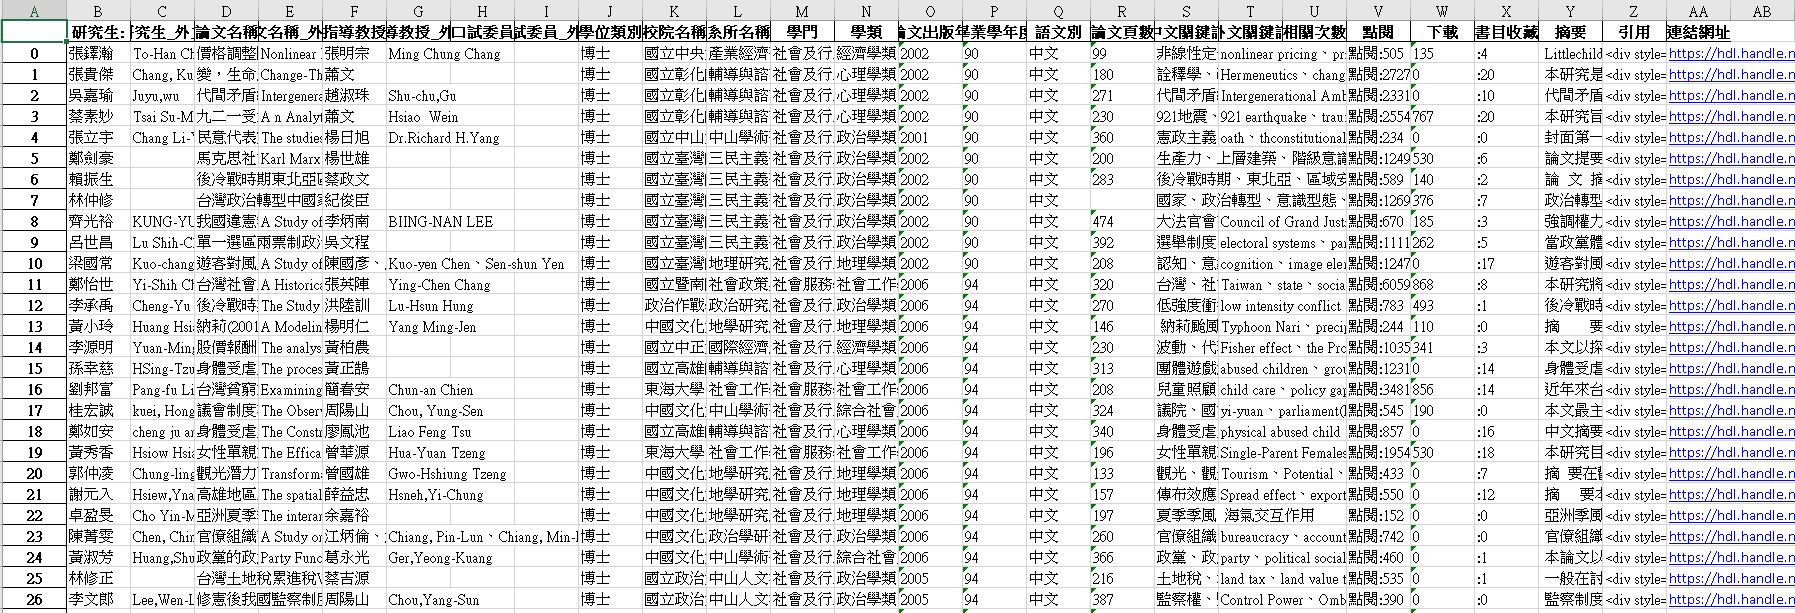 A B C D E F G H I J K L M N O P Q R S T U V W X Y Z AA AB
研究生: 研究生_外 論文名稱 文名稱_外 指導教授 導教授_外 口試委員 試委員_外 學位類別 校院名稱 系所名稱 學門 學類 論文出版年 畢業學年度 語文別 論文頁數 中文關鍵詞 外文關鍵詞 相關次數 點閱 下載 書目收藏 摘要 引用 連結網址
0 張鐸瀚 To-Han Ch 價格調整 Nonlinear 張明宗 Ming Chung Chang 博士 國立中央 產業經濟 社會及行 經濟學類 2002 90 中文 99 非線性定 nonlinear pricing、pr 點閱:505 135 :4 Littlechild <div style= https://hdl.handle.n
1 張貴傑 Chang, Ku 變，生命 Change-Th 蕭文 博士 國立彰化 輔導與諮 社會及行 心理學類 2002 90 中文 180 詮釋學、 Hermeneutics、chang 點閱:2727 0 :20 本研究是 <div style= https://hdl.handle.n
2 吳嘉瑜 Juyu,wu 代間矛盾 Intergenera 趙淑珠 Shu-chu,Gu 博士 國立彰化 輔導與諮 社會及行 心理學類 2002 90 中文 271 代間矛盾 Intergenerational Amb 點閱:2331 0 :10 代間矛盾 <div style= https://hdl.handle.n
3 蔡素妙 Tsai Su-M 九二一受 A n Analy 蕭文 Hsiao Wein 博士 國立彰化 輔導與諮 社會及行 心理學類 2002 90 中文 230 921地震、 921 earthquake、trau 點閱:2554 767 :20 本研究旨 <div style= https://hdl.handle.n
4 張立宇 Chang Li-Y 民意代表 The studies 楊日旭 Dr.Richard H.Yang 博士 國立中山 中山學術 社會及行 政治學類 2001 90 中文 360 憲政主義 oath、thconstitutional 點閱:234 0 :0 封面第一 <div style= https://hdl.handle.n
5 鄭劍豪 馬克思社 Karl Marx 楊世雄 博士 國立臺灣 三民主義 社會及行 政治學類 2002 90 中文 200 生產力、上層建築、階級意識 點閱:1249 530 :6 論文提要 <div style= https://hdl.handle.n
6 賴振生 後冷戰時期東北亞區 蔡政文 博士 國立臺灣 三民主義 社會及行 政治學類 2002 90 中文 283 後冷戰時期、東北亞、區域安 點閱:589 140 :2 論 文 摘 <div style= https://hdl.handle.n
7 林仲修 台灣政治轉型中國家 紀俊臣 博士 國立臺灣 三民主義 社會及行 政治學類 2002 90 中文 國家、政治轉型、意識型態、 點閱:1269 376 :7 政治轉型 <div style= https://hdl.handle.n
8 齊光裕 KUNG-YU 我國違憲 A Study of 李炳南 BIING-NAN LEE 博士 國立臺灣 三民主義 社會及行 政治學類 2002 90 中文 474 大法官會 Council of Grand Just 點閱:670 185 :3 強調權力 <div style= https://hdl.handle.n
9 呂世昌 Lu Shih-C 單一選區兩票制政治 吳文程 博士 國立臺灣 三民主義 社會及行 政治學類 2002 90 中文 392 選舉制度 electoral systems、pa 點閱:1111 262 :5 當政黨體 <div style= https://hdl.handle.n
10 梁國常 Kuo-chang 遊客對風 A Study of 陳國彥、 Kuo-yen Chen、Sen-shun Yen 博士 國立臺灣 地理研究 社會及行 地理學類 2002 90 中文 208 認知、意 cognition、image ele 點閱:1247 0 :17 遊客對風 <div style= https://hdl.handle.n
11 鄭怡世 Yi-Shih Ch 台灣社會 A Historica 張英陣 Ying-Chen Chang 博士 國立暨南 社會政策 社會服務 社會工作 2006 94 中文 320 台灣、社 Taiwan、state、socia 點閱:6059 868 :8 本研究將 <div style= https://hdl.handle.n
12 李承禹 Cheng-Yu 後冷戰時 The Study 洪陸訓 Lu-Hsun Hung 博士 政治作戰 政治研究 社會及行 政治學類 2006 94 中文 270 低強度衝 low intensity conflict 點閱:783 493 :1 後冷戰時 <div style= https://hdl.handle.n
13 黃小玲 Huang Hsia 納莉(2001 A Modelin 楊明仁 Yang Ming-Jen 博士 中國文化 地學研究 社會及行 地理學類 2006 94 中文 146 納莉颱風 Typhoon Nari、preci 點閱:244 110 :0 摘 要 <div style= https://hdl.handle.n
14 李源明 Yuan-Ming 股價報酬 The analys 黃柏農 博士 國立中正 國際經濟 社會及行 經濟學類 2006 94 中文 230 波動、代 Fisher effect、the Pro 點閱:1035 341 :3 本文以探 <div style= https://hdl.handle.n
15 孫幸慈 HSing-Tzu 身體受虐 The proces 黃正鵠 博士 國立高雄 輔導與諮 社會及行 心理學類 2006 94 中文 313 團體遊戲 abused children、grou 點閱:1231 0 :14 身體受虐 <div style= https://hdl.handle.n
16 劉邦富 Pang-fu Li 台灣貧窮 Examining 簡春安 Chun-an Chien 博士 東海大學 社會工作 社會服務 社會工作 2006 94 中文 208 兒童照顧 child care、policy ga 點閱:3481 856 :14 近年來台 <div style= https://hdl.handle.n
17 桂宏誠 kuei, Hong 議會制度 The Obser 周陽山 Chou, Yung-Sen 博士 中國文化 中山學術 社會及行 綜合社會 2006 94 中文 324 議院、國 yi-yuan、parliament0 點閱:545 190 :0 本文最主 <div style= https://hdl.handle.n
18 鄭如安 cheng ju an 身體受虐 The Constr 廖鳳池 Liao Feng Tsu 博士 國立高雄 輔導與諮 社會及行 心理學類 2006 94 中文 340 身體受虐 physical abused child 點閱:857 0 :16 中文摘要 <div style= https://hdl.handle.n
19 黃秀香 Hsiow Hsia 女性單親 The Effica 曾華源 Hua-Yuan Tzeng 博士 東海大學 社會工作 社會服務 社會工作 2006 94 中文 196 女性單親 Single-Parent Females 點閱:1954 530 :18 本研究目 <div style= https://hdl.handle.n
20 郭仲凌 Chung-ling 觀光潛力 Transforma 曾國雄 Gwo-Hshiung Tzeng 博士 中國文化 地學研究 社會及行 地理學類 2006 94 中文 133 觀光、觀 Tourism、Potential、 點閱:433 0 :7 摘 要在 <div style= https://hdl.handle.n
21 謝元入 Hsiew,Yna 高雄地區 The spatial 薛益忠 Hsneh,Yi-Chung 博士 中國文化 地學研究 社會及行 地理學類 2006 94 中文 157 傳布效應 Spread effect、export 點閱:550 0 :12 摘 要 <div style= https://hdl.handle.n
22 卓盈旻 Cho Yin-M 亞洲夏季 The interan 余嘉裕 博士 中國文化 地學研究 社會及行 地理學類 2006 94 中文 197 夏季季風、海氣交互作用 點閱:152 0 :0 亞洲季風 <div style= https://hdl.handle.n
23 陳菁雯 Chen, Chin 官僚組織 A Study on 江炳倫、 Chiang, Pin-Lun、Chiang, Min-H 博士 中國文化 政治學研 社會及行 政治學類 2006 94 中文 260 官僚組織 bureaucracy、account 點閱:742 0 :0 官僚組織 <div style= https://hdl.handle.n
24 黃淑芳 Huang,Shu 政黨的政 Party Func 葛永光 Ger,Yeong-Kuang 博士 中國文化 中山學術 社會及行 綜合社會 2006 94 中文 366 政黨、政 party、political social 點閱:460 0 :1 本論文以 <div style= https://hdl.handle.n
25 林修正 台灣土地稅累進稅 蔡吉源 博士 國立政治 中山人文 社會及行 政治學類 2005 94 中文 216 土地稅、 land tax、land value t 點閱:535 0 :1 一般在討 <div style= https://hdl.handle.n
26 李文郎 Lee,Wen-L 修憲後我國監察制度 周陽山 Chou,Yang-Sun 博士 國立政治 中山人文 社會及行 政治學類 2005 94 中文 387 監察權、 Control Power、Omb 點閱:390 0 :0 監察制度 <div style= https://hdl.handle.n